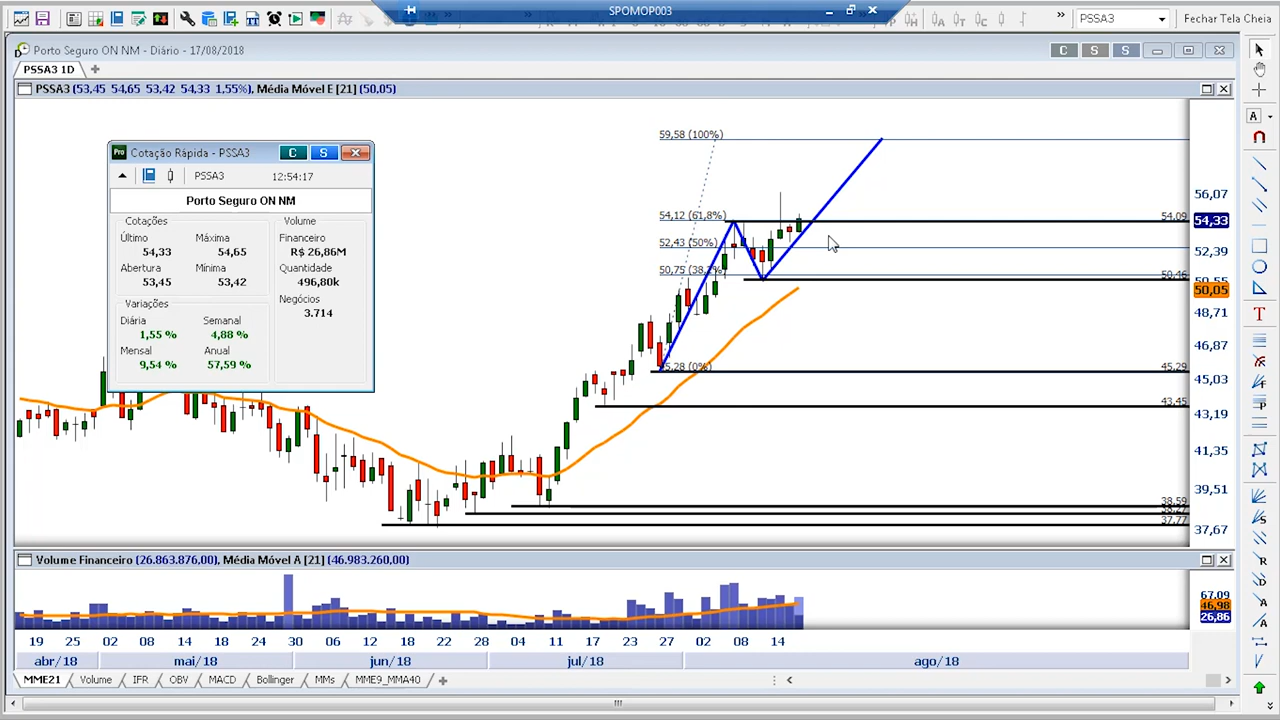 SPOMOP003
PSSA3
Fechar Tela Cheia
Porto Seguro ON NM - Diário - 17/08/2018
C S S
PSSA3 1D
PSSA3 (53,45 54,65 53,42 54,33 1,55%), Média Móvel E [21] (50,05)
Pro Cotação Rápida - PSSA3 C S
PSSA3 12:54:17
Porto Seguro ON NM
Cotações
Último Máxima
54,33 54,65
Abertura Mínima
53,45 53,42
Variações
Diária Semanal
1,55 % 4,88 %
Mensal Anual
9,54 % 57,59 %
Volume
Financeiro
R$ 26,86M
Quantidade
496,80k
Negócios
3.714
59,58 (100%)
54,12 (61,8%)
52,43 (50%)
50,75 (38,2%)
45,28 (0%)
54,09
50,16
45,29
43,45
38,59
38,27
37,77
56,07
54,33
52,39
50,05
48,71
46,87
45,03
43,19
41,35
39,51
37,67
Volume Financeiro (26.863.876,00), Média Móvel A [21] (46.983.260,00)
67,09
46,98
26,86
19 25 02 08 14 18 24 30 06 12 18 22 28 04 11 17 23 27 02 08 14
abr/18 mai/18 jun/18 jul/18 ago/18
MME21 Volume IFR OBV MACD Bollinger MMs MME9_MMA40